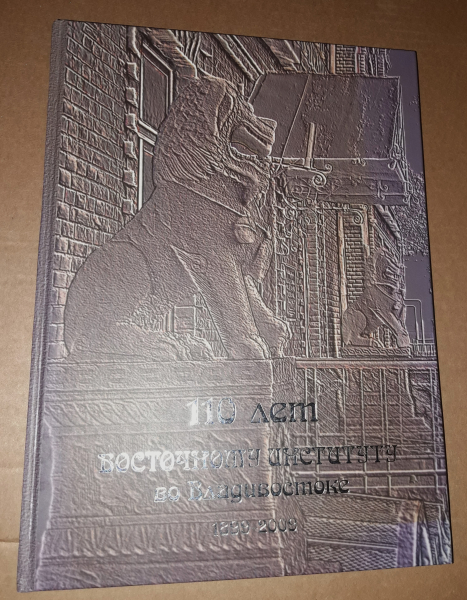 110 лет
Восточному институту
во Владивостоке
1899-2009